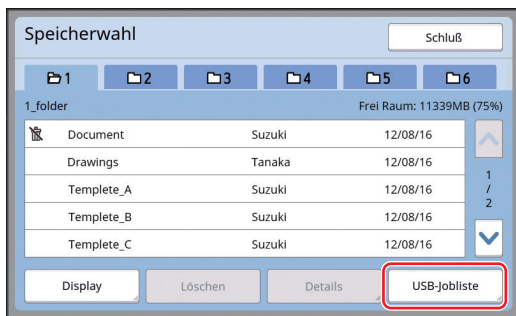 Speicherwahl Schluß
1 2 3 4 5 6
1_folder Frei Raum: 11339MB (75%)
Document Suzuki 12/08/16
Drawings Tanaka 12/08/16
Templete_A Suzuki 12/08/16
Templete_B Suzuki 12/08/16
Templete_C Suzuki 12/08/16
1
/
2
Display Löschen Details USB-Jobliste